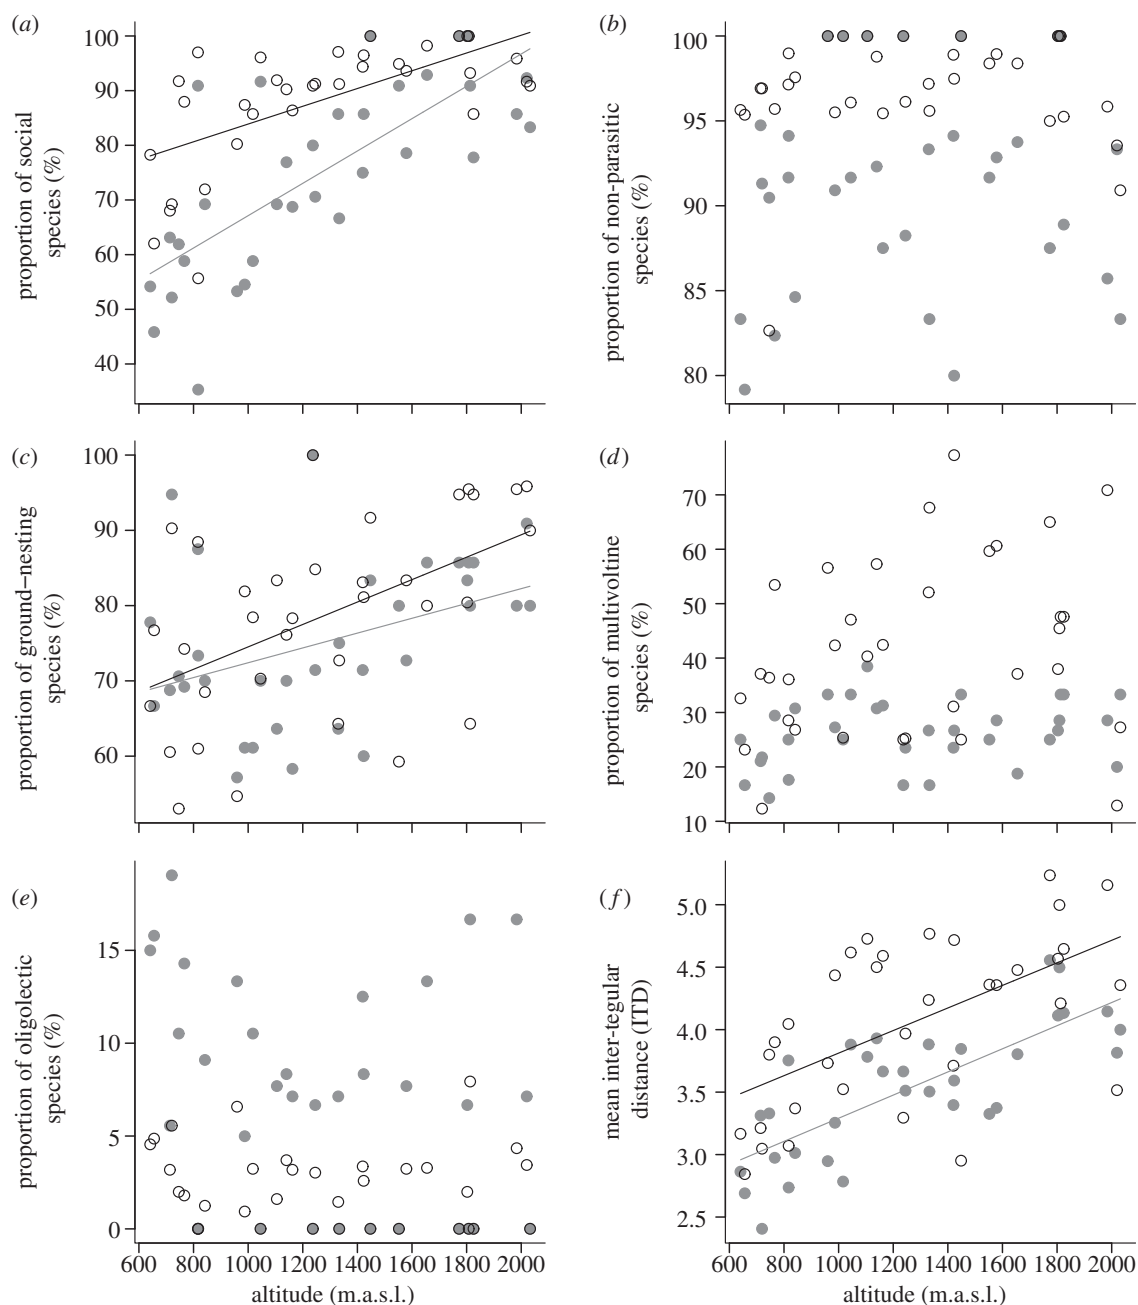 (a)
100
90
80
70
60
50
40
proportion of social
species (%)
(b)
100
95
90
85
80
proportion of non-parasitic
species (%)
(c)
100
90
80
70
60
proportion of ground–nesting
species (%)
(d)
70
60
50
40
30
20
10
proportion of multivoltine
species (%)
(e)
15
10
5
0
proportion of oligolectic
species (%)
600 800 1000 1200 1400 1600 1800 2000
altitude (m.a.s.l.)
(f)
5.0
4.5
4.0
3.5
3.0
2.5
mean inter-tegular
distance (ITD)
600 800 1000 1200 1400 1600 1800 2000
altitude (m.a.s.l.)